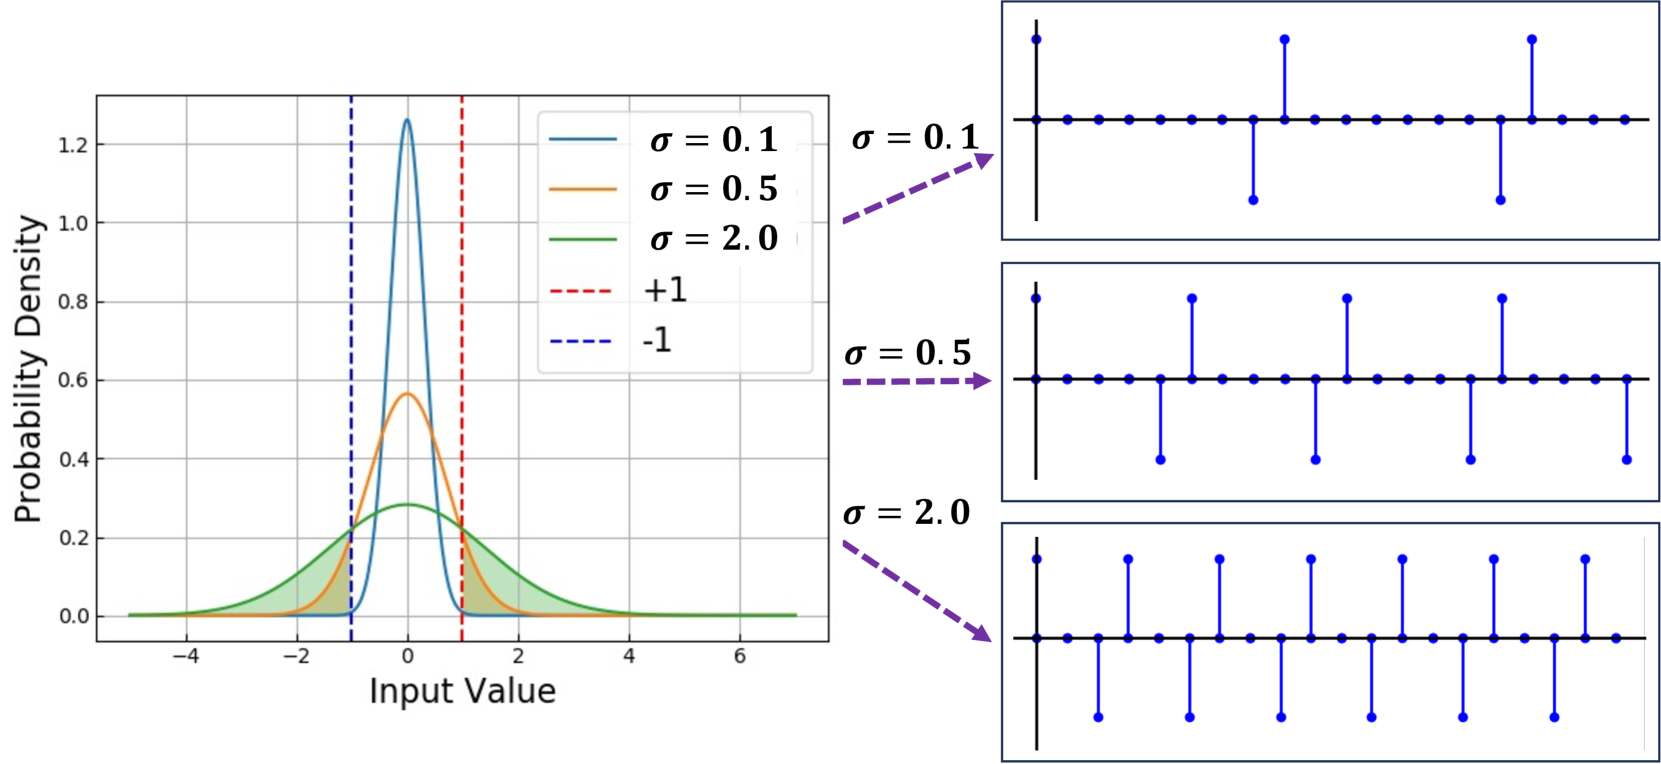 Probability Density
1.2
1.0
0.8
0.6
0.4
0.2
0.0
−4
−2
0
2
4
6
Input Value
σ = 0.1
σ = 0.5
σ = 2.0
+1
-1
σ = 0.1
σ = 0.5
σ = 2.0